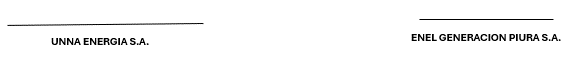 UNNA ENERGIA S.A.
ENEL GENERACION PIURA S.A.